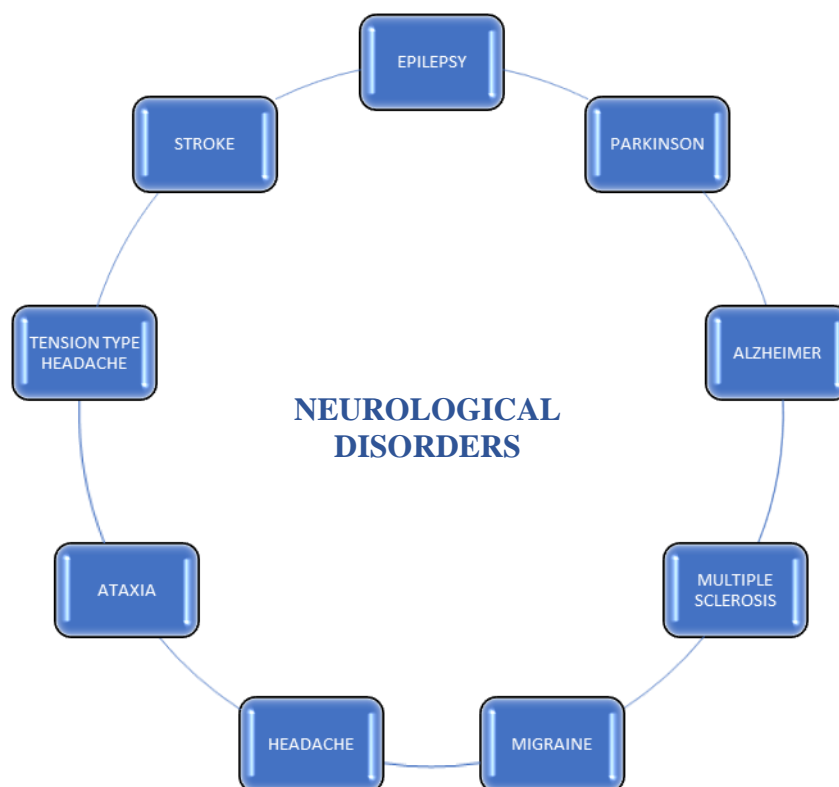 EPILEPSY
PARKINSON
ALZHEIMER
MULTIPLE
SCLEROSIS
MIGRAINE
HEADACHE
ATAXIA
TENSION TYPE
HEADACHE
STROKE
NEUROLOGICAL
DISORDERS